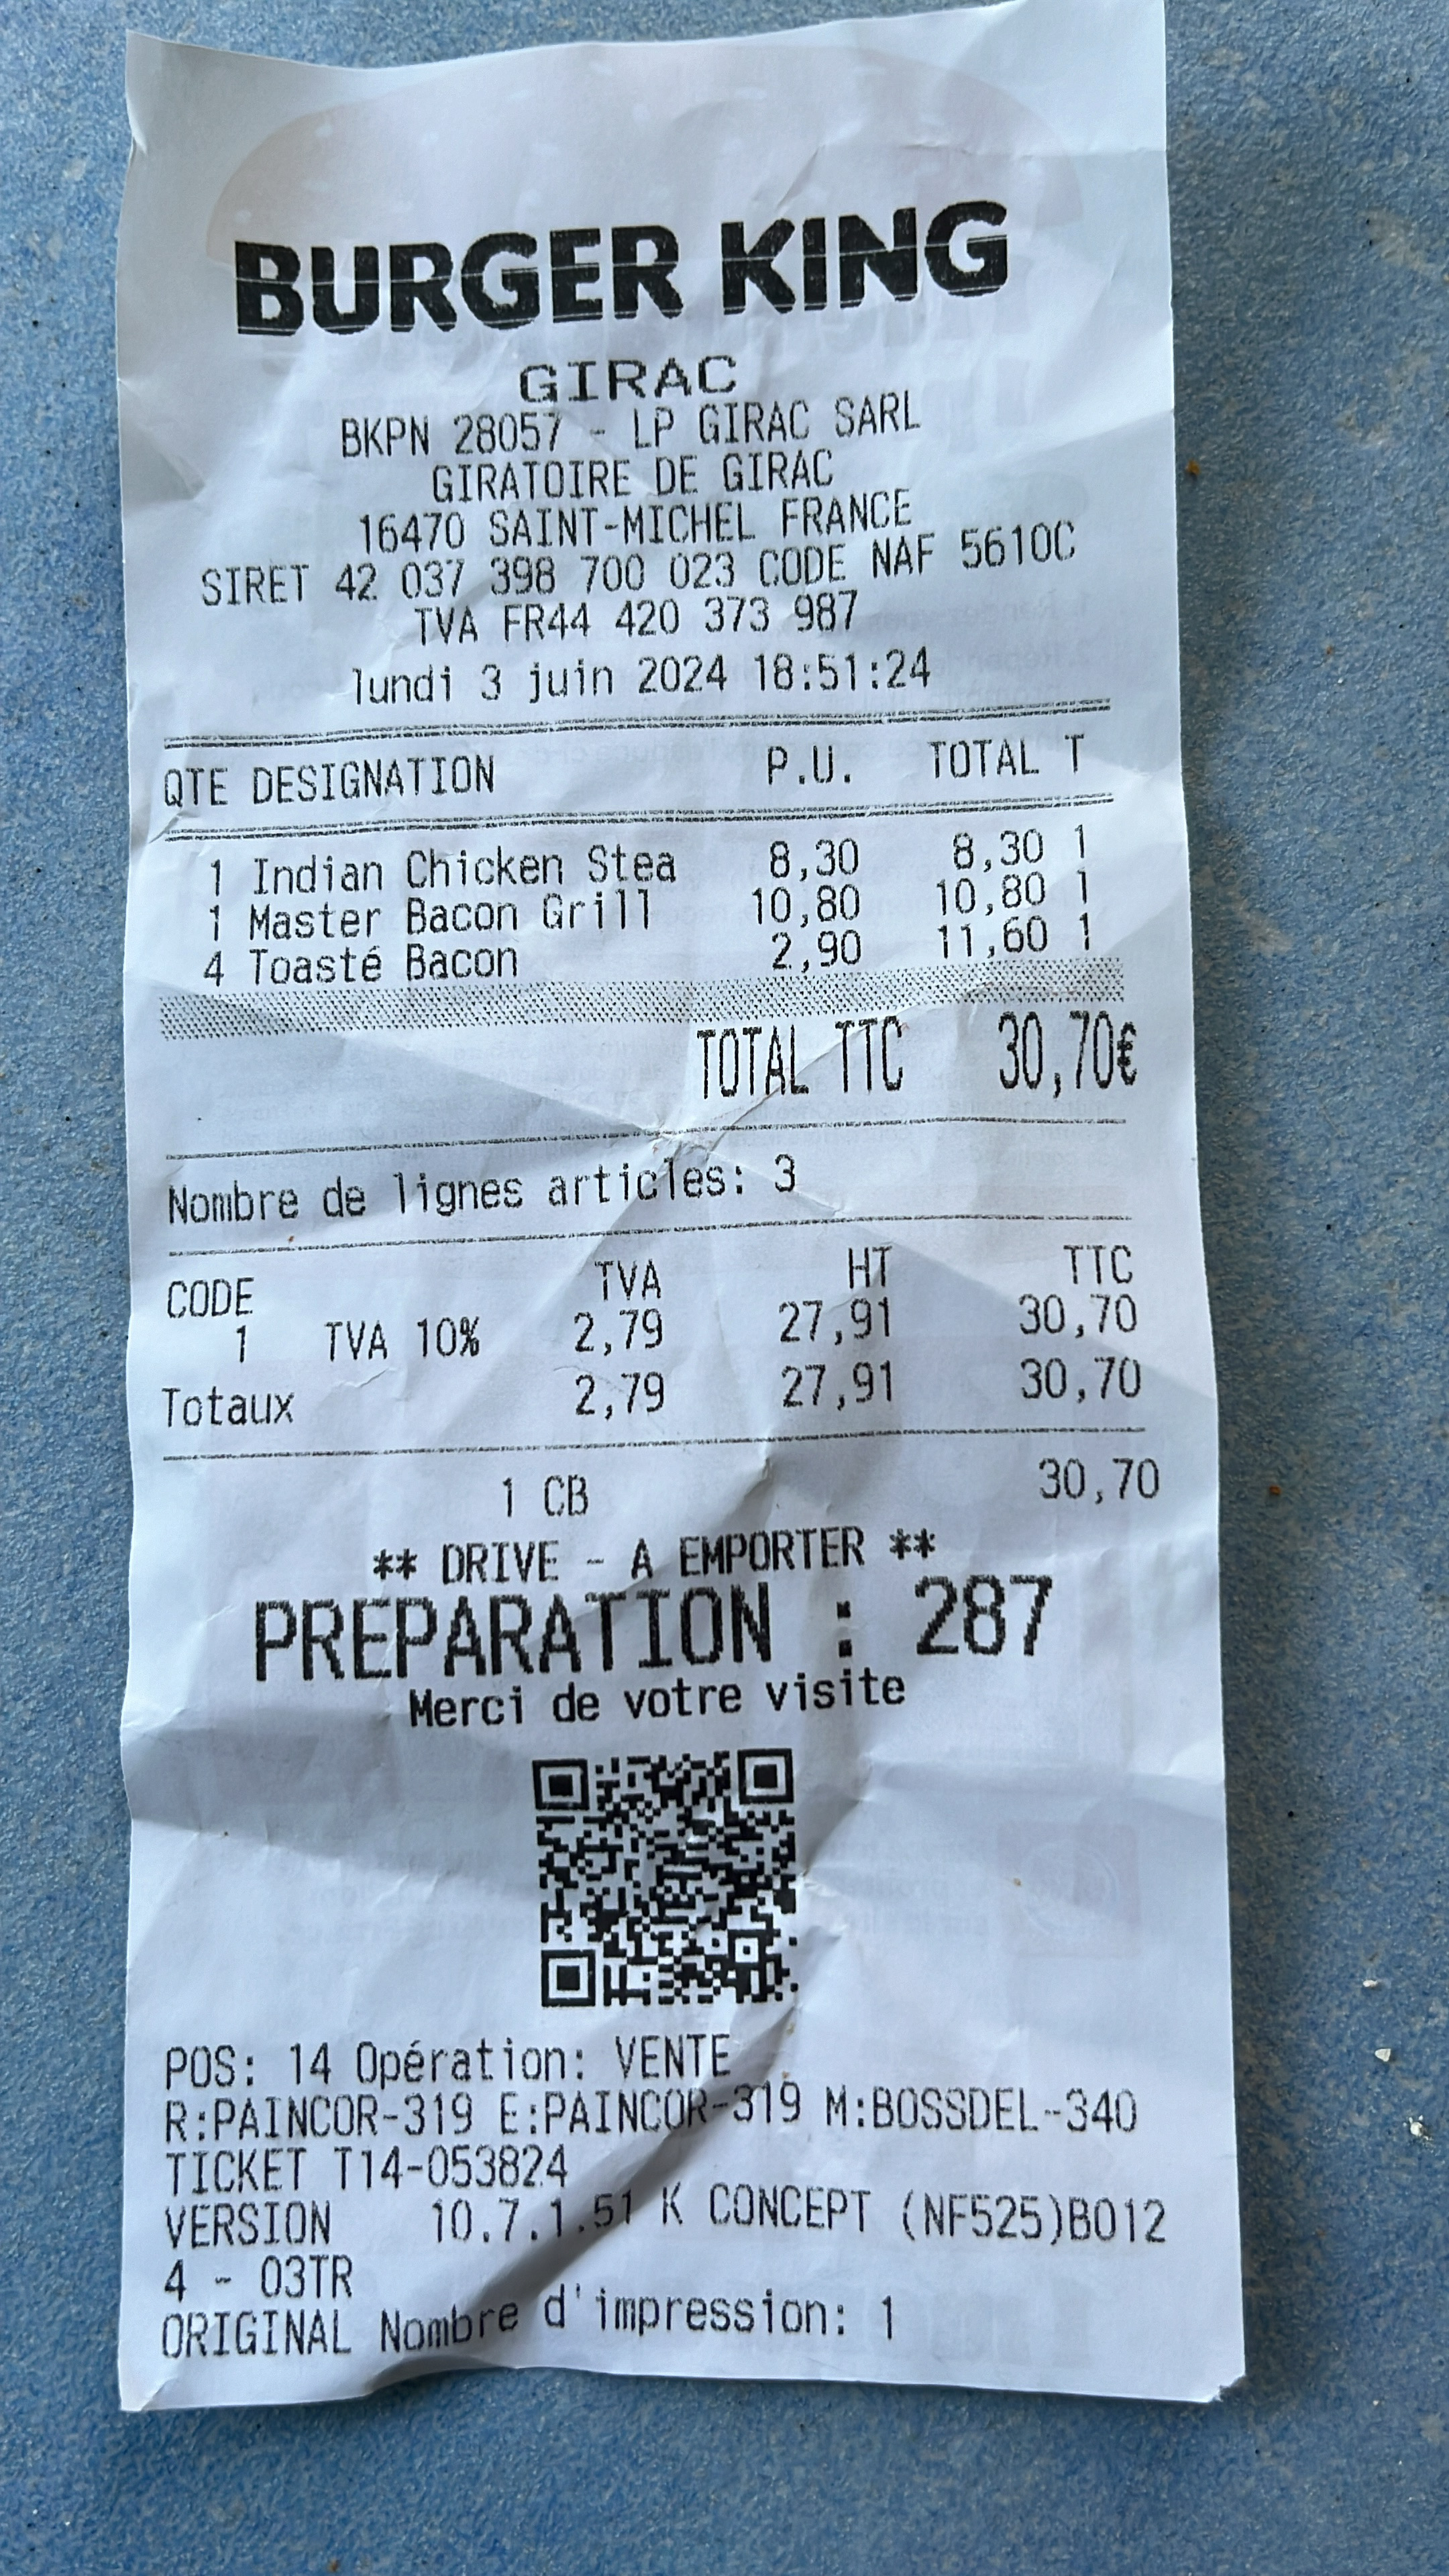 BURGER KING
GIRAC
BKPN 28057 - LP GIRAC SARL
GIRATOIRE DE GIRAC
16470 SAINT-MICHEL FRANCE
SIRET 42 037 398 700 023 CODE NAF 5610C
TVA FR44 420 373 987
lundi 3 juin 2024 18:51:24
QTE DESIGNATION P.U. TOTAL T
1 Indian Chicken Stea 8,30 8,30 1
1 Master Bacon Grill 10,80 10,80 1
4 Toasté Bacon 2,90 11,60 1
TOTAL TTC 30,70€
Nombre de lignes articles: 3
CODE TVA HT TTC
1 TVA 10% 2,79 27,91 30,70
Totaux 2,79 27,91 30,70
1 CB 30,70
** DRIVE - A EMPORTER **
PREPARATION : 287
Merci de votre visite
POS: 14 Opération: VENTE
R:PAINCOR-319 E:PAINCOR-319 M:BOSSDEL-340
TICKET T14-053824
VERSION 10.7.1.51 K CONCEPT (NF525)B012
4 - 03TR
ORIGINAL Nombre d'impression: 1